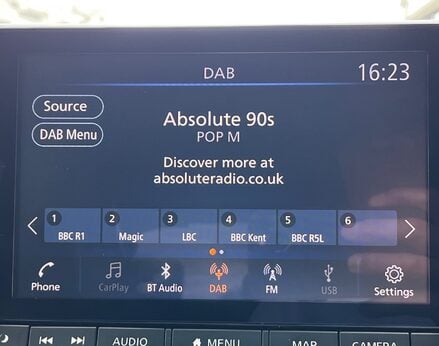 DAB
16:23
Source
Absolute 90s
POP M
DAB Menu
Discover more at
absoluteradio.co.uk
1 2 3 4 5 6
BBC R1 Magic LBC BBC Kent BBC R5L
Phone CarPlay BT Audio DAB FM USB Settings
AUDIO MENU MAP CAMERA